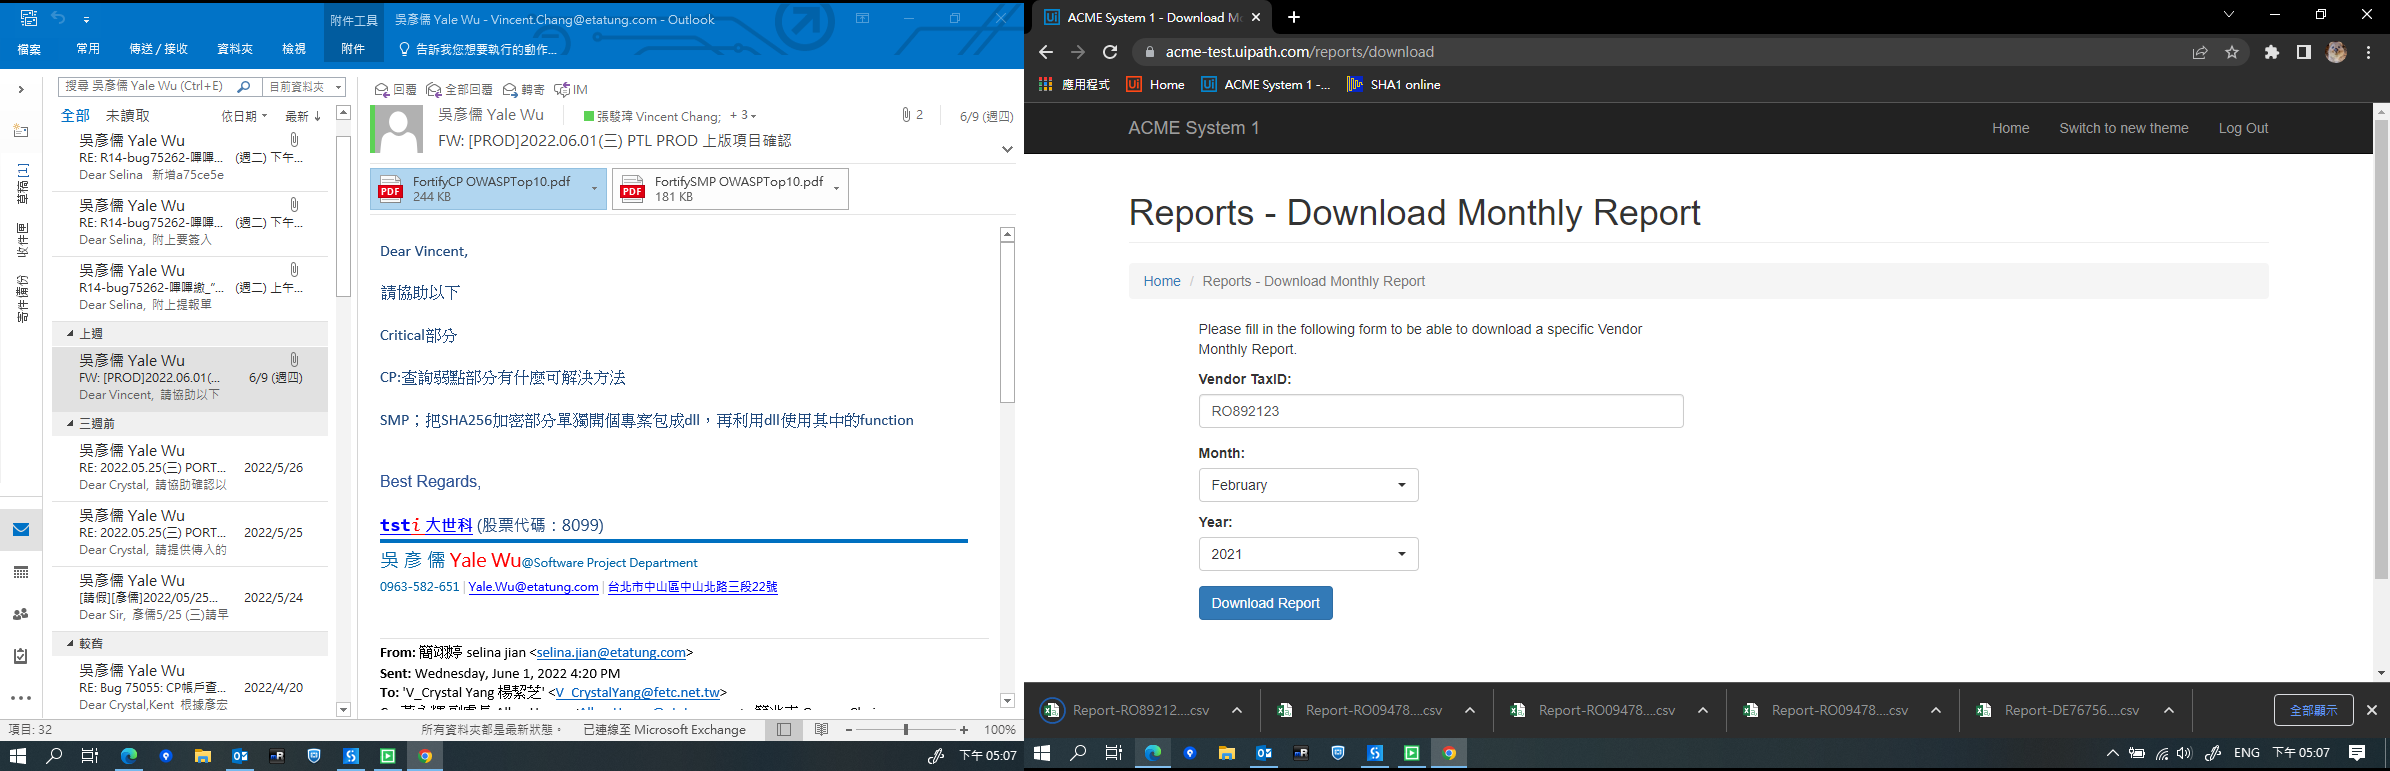 附件工具
吳彥儒 Yale Wu - Vincent.Chang@etatung.com - Outlook
檔案
常用
傳送 / 接收
資料夾
檢視
附件
告訴我您想要執行的動作...
搜尋 吳彥儒 Yale Wu (Ctrl+E)
目前資料夾
全部
未讀取
依日期
最新 ↓
草稿 [1]
收件匣
寄件備份
吳彥儒 Yale Wu
RE: R14-bug75262-嗶嗶... (週二) 下午...
Dear Selina 新增a75ce5e
吳彥儒 Yale Wu
RE: R14-bug75262-嗶嗶... (週二) 下午...
Dear Selina, 附上要簽入
吳彥儒 Yale Wu
R14-bug75262-嗶嗶繳_"... (週二) 上午...
Dear Selina, 附上提報單
上週
吳彥儒 Yale Wu
FW: [PROD]2022.06.01(... 6/9 (週四)
Dear Vincent, 請協助以下
三週前
吳彥儒 Yale Wu
RE: 2022.05.25(三) PORT... 2022/5/26
Dear Crystal, 請協助確認以
吳彥儒 Yale Wu
RE: 2022.05.25(三) PORT... 2022/5/25
Dear Crystal, 請提供傳入的
吳彥儒 Yale Wu
[請假][彥儒]2022/05/25... 2022/5/24
Dear Sir, 彥儒5/25 (三)請早
較舊
吳彥儒 Yale Wu
RE: Bug 75055: CP帳戶查... 2022/4/20
Dear Crystal,Kent 根據彥宏
回覆
全部回覆
轉寄
IM
吳彥儒 Yale Wu
張駿瑋 Vincent Chang; + 3
2
6/9 (週四)
FW: [PROD]2022.06.01(三) PTL PROD 上版項目確認
FortifyCP OWASPTop10.pdf
244 KB
FortifySMP OWASPTop10.pdf
181 KB
Dear Vincent,
請協助以下
Critical部分
CP:查詢弱點部分有什麼可解決方法
SMP；把SHA256加密部分單獨開個專案包成dll，再利用dll使用其中的function
Best Regards,
tsti 大世科 (股票代碼：8099)
吳 彥 儒 Yale Wu@Software Project Department
0963-582-651 | Yale.Wu@etatung.com | 台北市中山區中山北路三段22號
From: 簡翊婷 selina jian <selina.jian@etatung.com>
Sent: Wednesday, June 1, 2022 4:20 PM
To: 'V_Crystal Yang 楊絜芝' <V_CrystalYang@fetc.net.tw>
項目: 32
所有資料夾都是最新狀態。
已連線至 Microsoft Exchange
100%
下午 05:07
ACME System 1 - Download Mo
acme-test.uipath.com/reports/download
應用程式
Home
ACME System 1 -...
SHA1 online
ACME System 1
Home
Switch to new theme
Log Out
Reports - Download Monthly Report
Home / Reports - Download Monthly Report
Please fill in the following form to be able to download a specific Vendor
Monthly Report.
Vendor TaxID:
RO892123
Month:
February
Year:
2021
Download Report
Report-RO89212....csv
Report-RO09478....csv
Report-RO09478....csv
Report-RO09478....csv
Report-DE76756....csv
全部顯示
ENG
下午 05:07